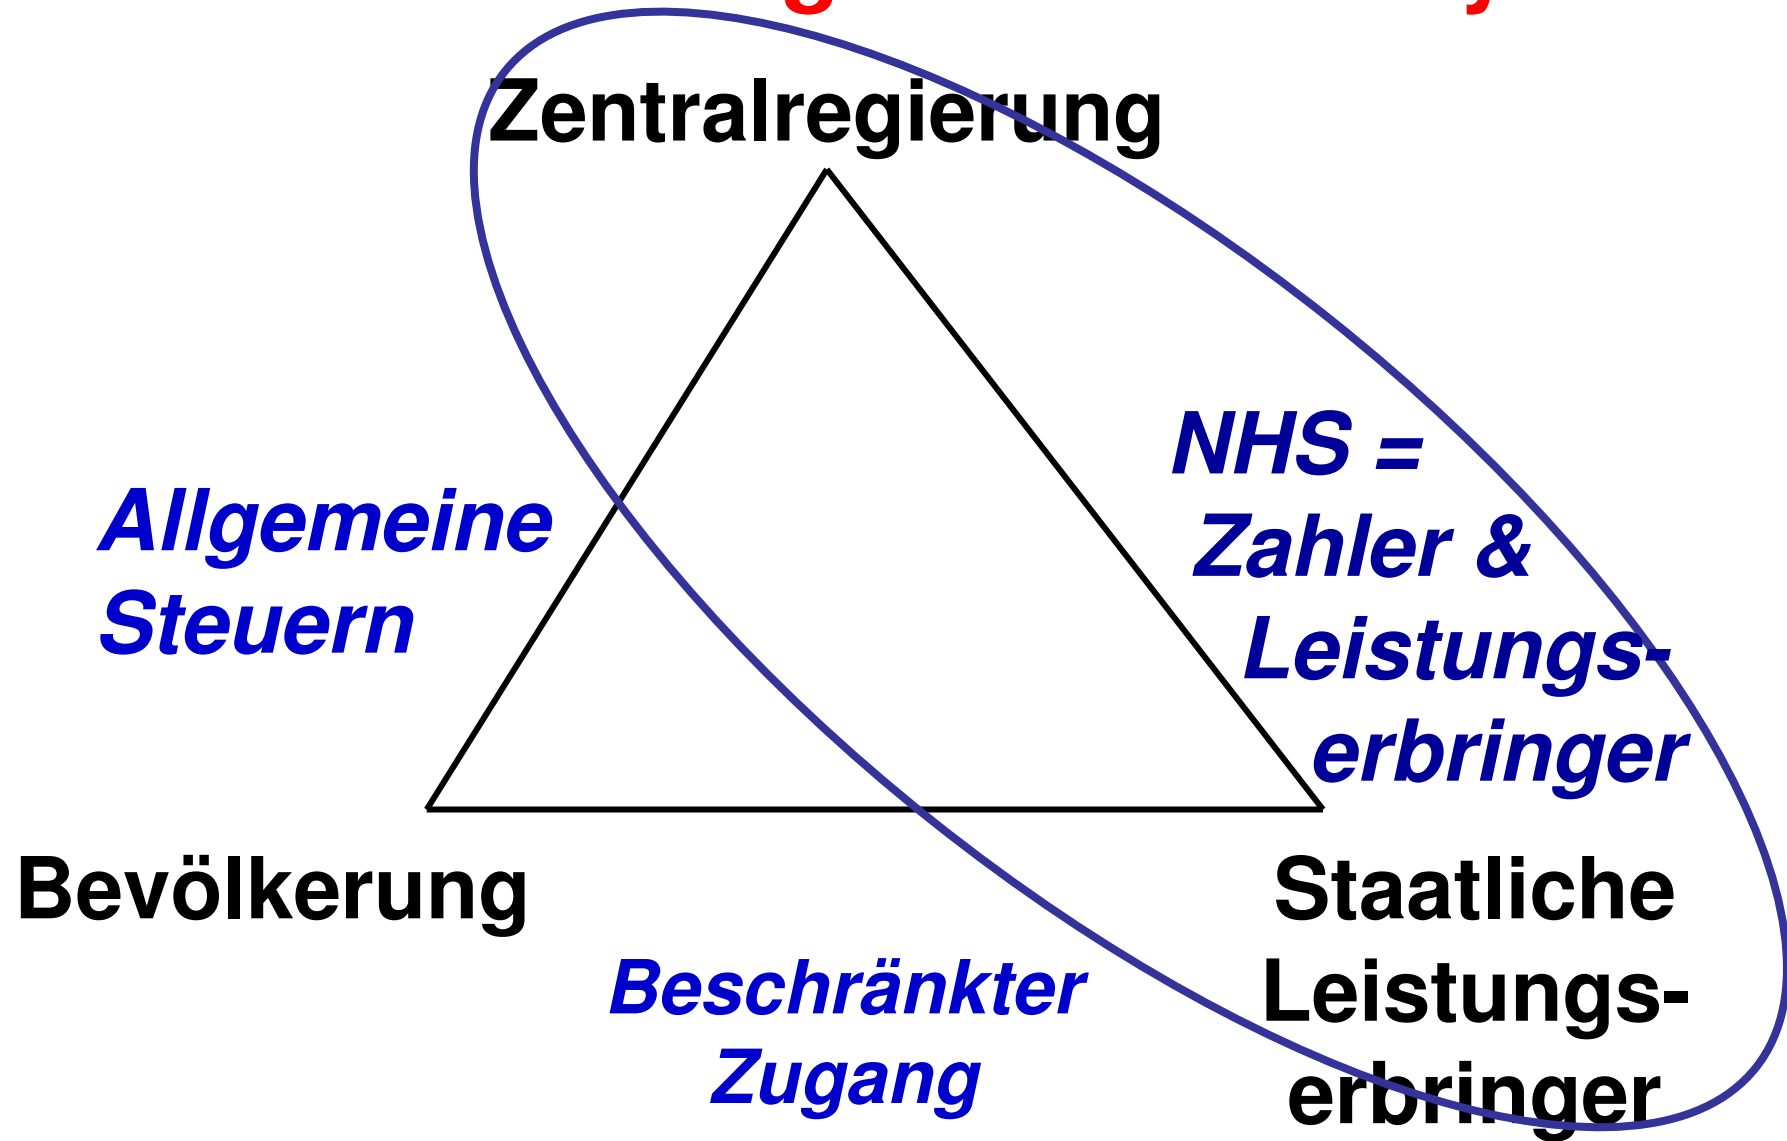 Zentralregierung
NHS =
Zahler &
Leistungs-
erbringer
Allgemeine
Steuern
Bevölkerung
Staatliche
Leistungs-
erbringer
Beschränkter
Zugang